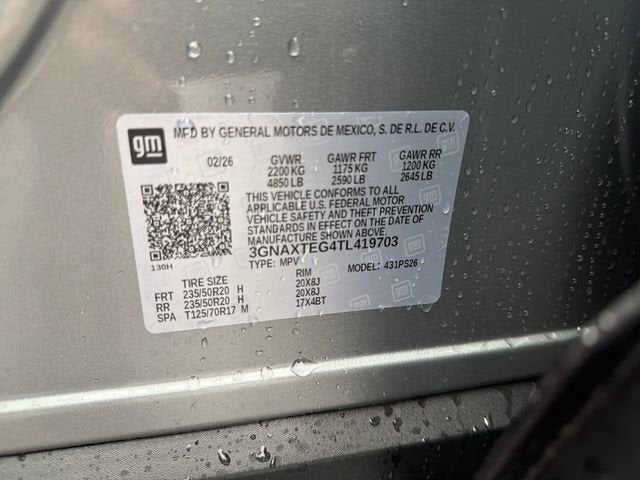 gm MFD BY GENERAL MOTORS DE MEXICO, S. DE R.L. DE C.V.
02/26 GVWR GAWR FRT GAWR RR
2200 KG 1175 KG 1200 KG
4850 LB 2590 LB 2645 LB
THIS VEHICLE CONFORMS TO ALL
APPLICABLE U.S. FEDERAL MOTOR
VEHICLE SAFETY AND THEFT PREVENTION
STANDARDS IN EFFECT ON THE DATE OF
MANUFACTURE SHOWN ABOVE.
3GNAXTEG4TL419703
130H TYPE: MPV MODEL: 431PS26
TIRE SIZE RIM
FRT 235/50R20 H 20X8J
RR 235/50R20 H 20X8J
SPA T125/70R17 M 17X4BT